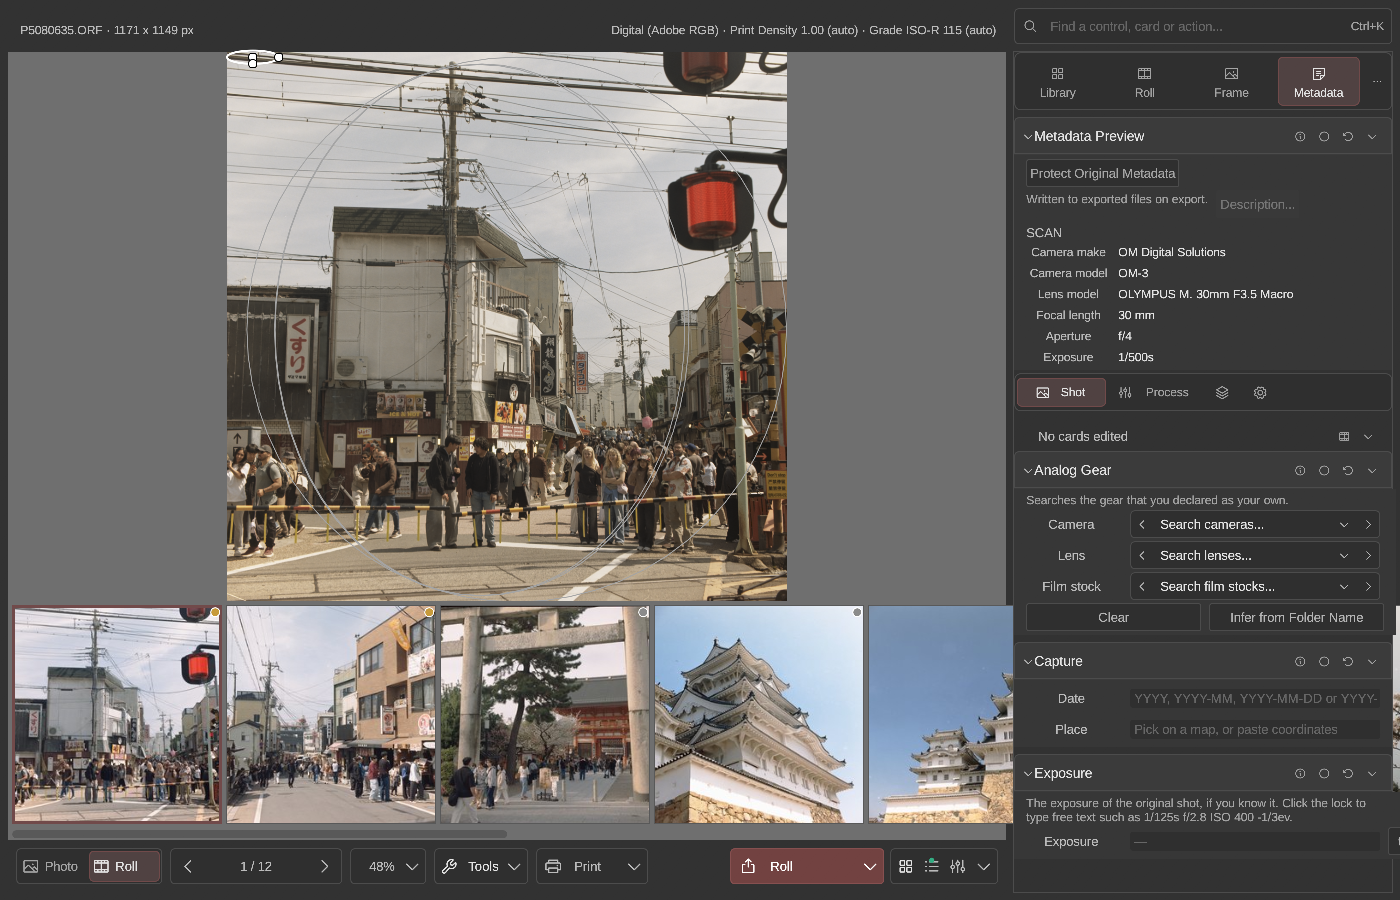 P5080635.ORF · 1171 x 1149 px
Digital (Adobe RGB) · Print Density 1.00 (auto) · Grade ISO-R 115 (auto)
Find a control, card or action...
Ctrl+K
Library
Roll
Frame
Metadata
...
Metadata Preview
Protect Original Metadata
Written to exported files on export.
Description...
SCAN
Camera make OM Digital Solutions
Camera model OM-3
Lens model OLYMPUS M. 30mm F3.5 Macro
Focal length 30 mm
Aperture f/4
Exposure 1/500s
Shot
Process
No cards edited
Analog Gear
Searches the gear that you declared as your own.
Camera Search cameras...
Lens Search lenses...
Film stock Search film stocks...
Clear
Infer from Folder Name
Capture
Date YYYY, YYYY-MM, YYYY-MM-DD or YYYY-
Place Pick on a map, or paste coordinates
Exposure
The exposure of the original shot, if you know it. Click the lock to
type free text such as 1/125s f/2.8 ISO 400 -1/3ev.
Exposure —
くすり
Photo
Roll
1 / 12
48%
Tools
Print
Roll